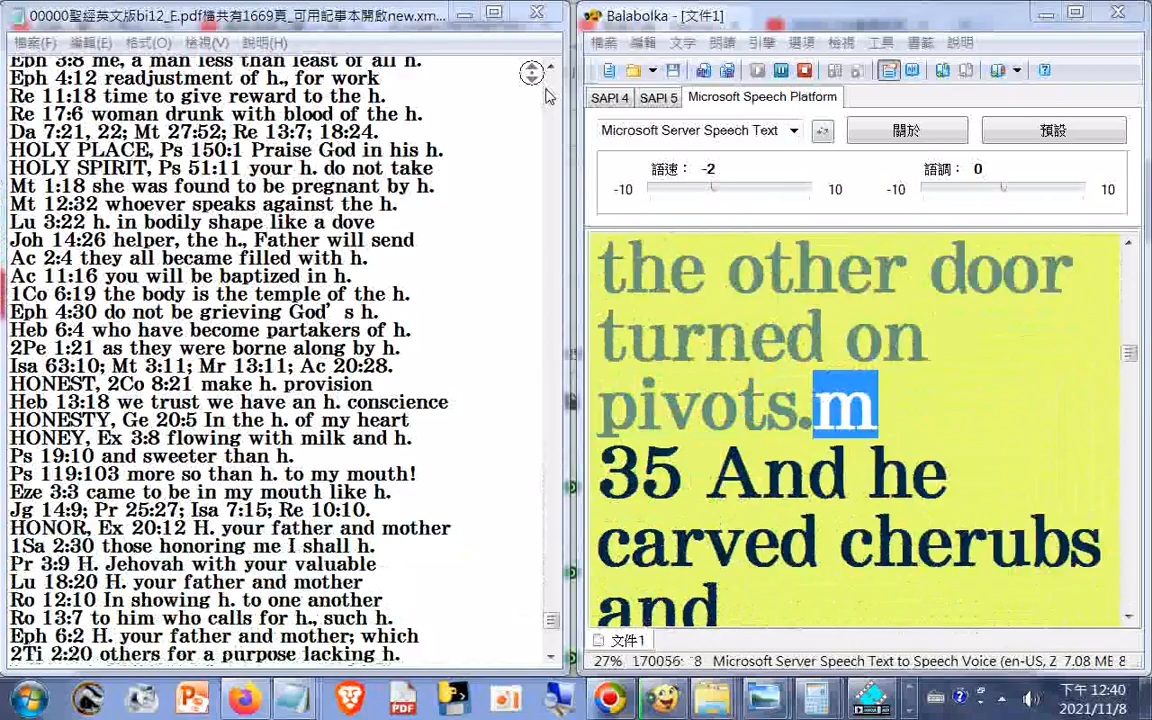 00000聖經英文版bi12_E.pdf檔共有1669頁_可用記事本開啟new.xm...
檔案(F) 編輯(E) 格式(O) 檢視(V) 說明(H)
Eph 3:8 me, a man less than least of all h.
Eph 4:12 readjustment of h., for work
Re 11:18 time to give reward to the h.
Re 17:6 woman drunk with blood of the h.
Da 7:21, 22; Mt 27:52; Re 13:7; 18:24.
HOLY PLACE, Ps 150:1 Praise God in his h.
HOLY SPIRIT, Ps 51:11 your h. do not take
Mt 1:18 she was found to be pregnant by h.
Mt 12:32 whoever speaks against the h.
Lu 3:22 h. in bodily shape like a dove
Joh 14:26 helper, the h., Father will send
Ac 2:4 they all became filled with h.
Ac 11:16 you will be baptized in h.
1Co 6:19 the body is the temple of the h.
Eph 4:30 do not be grieving God’s h.
Heb 6:4 who have become partakers of h.
2Pe 1:21 as they were borne along by h.
Isa 63:10; Mt 3:11; Mr 13:11; Ac 20:28.
HONEST, 2Co 8:21 make h. provision
Heb 13:18 we trust we have an h. conscience
HONESTY, Ge 20:5 In the h. of my heart
HONEY, Ex 3:8 flowing with milk and h.
Ps 19:10 and sweeter than h.
Ps 119:103 more so than h. to my mouth!
Eze 3:3 came to be in my mouth like h.
Jg 14:9; Pr 25:27; Isa 7:15; Re 10:10.
HONOR, Ex 20:12 H. your father and mother
1Sa 2:30 those honoring me I shall h.
Pr 3:9 H. Jehovah with your valuable
Lu 18:20 H. your father and mother
Ro 12:10 In showing h. to one another
Ro 13:7 to him who calls for h., such h.
Eph 6:2 H. your father and mother; which
2Ti 2:20 others for a purpose lacking h.
Balabolka - [文件1]
檔案 編輯 文字 朗讀 引擎 選項 檢視 工具 書籤 說明
SAPI 4 SAPI 5 Microsoft Speech Platform
Microsoft Server Speech Text 關於 預設
語速： -2 語調： 0
-10 10 -10 10
the other door
turned on
pivots.m
35 And he
carved cherubs
and
文件1
27% Microsoft Server Speech Text to Speech Voice (en-US, Z 7.08 MB
PDF
下午 12:40
2021/11/8